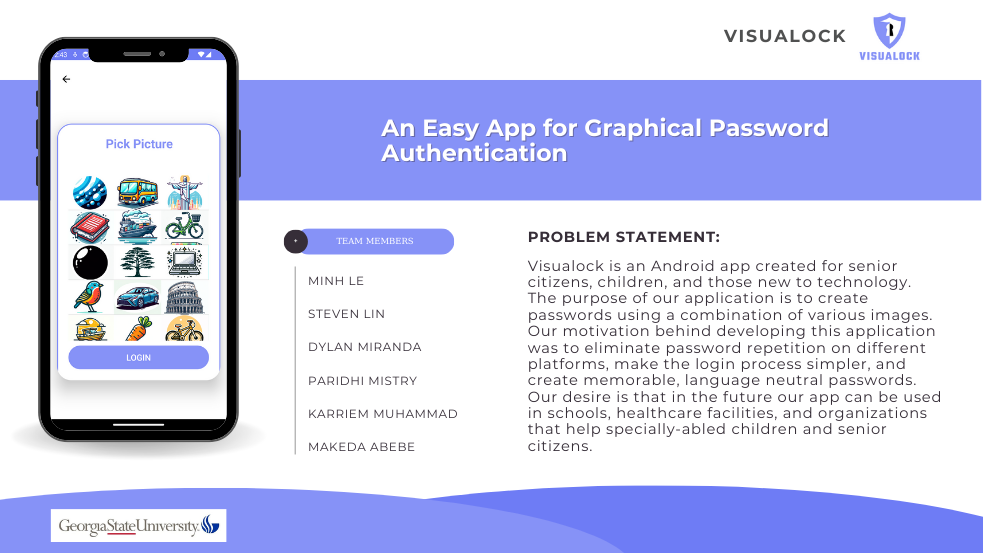 VISUALOCK
VISUALOCK
2:43
Pick Picture
LOGIN
An Easy App for Graphical Password
Authentication
TEAM MEMBERS
MINH LE
STEVEN LIN
DYLAN MIRANDA
PARIDHI MISTRY
KARRIEM MUHAMMAD
MAKEDA ABEBE
PROBLEM STATEMENT:
Visualock is an Android app created for senior
citizens, children, and those new to technology.
The purpose of our application is to create
passwords using a combination of various images.
Our motivation behind developing this application
was to eliminate password repetition on different
platforms, make the login process simpler, and
create memorable, language neutral passwords.
Our desire is that in the future our app can be used
in schools, healthcare facilities, and organizations
that help specially-abled children and senior
citizens.
GeorgiaStateUniversity